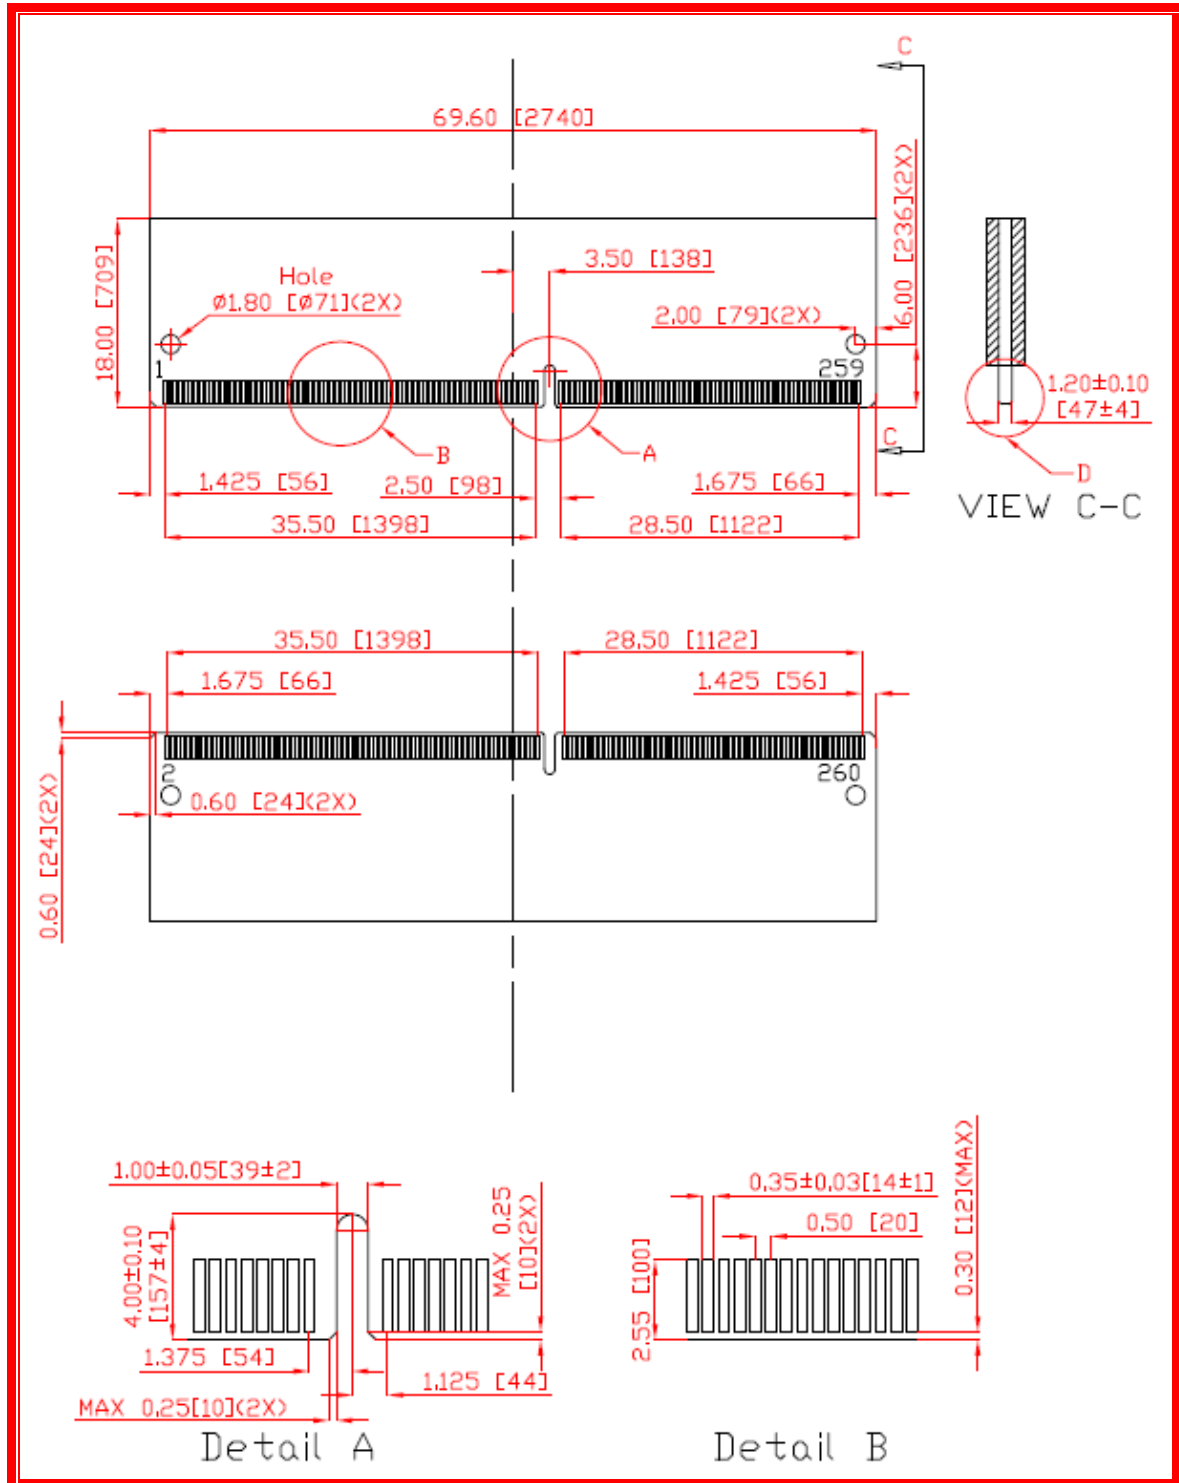 C
69.60 [2740]
6.00 [236](2X)
18.00 [709]
3.50 [138]
Hole
Ø1.80 [Ø71](2X)
2.00 [79](2X)
1
259
1.20±0.10
[47±4]
B
A
C
D
1.425 [56]
2.50 [98]
1.675 [66]
VIEW C-C
35.50 [1398]
28.50 [1122]
35.50 [1398]
28.50 [1122]
1.675 [66]
1.425 [56]
2
260
0.60 [24](2X)
0.60 [24](2X)
1.00±0.05[39±2]
4.00±0.10
[157±4]
MAX 0.25
[10](2X)
1.375 [54]
1.125 [44]
MAX 0.25[10](2X)
Detail A
0.35±0.03[14±1]
0.50 [20]
0.30 [12](MAX)
2.55 [100]
Detail B